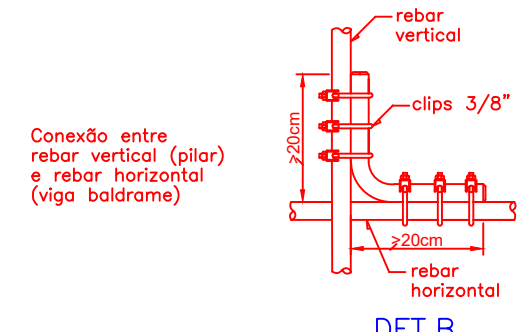 rebar
vertical
clips 3/8"
≥20cm
Conexão entre
rebar vertical (pilar)
e rebar horizontal
(viga baldrame)
≥20cm
rebar
horizontal
DET B